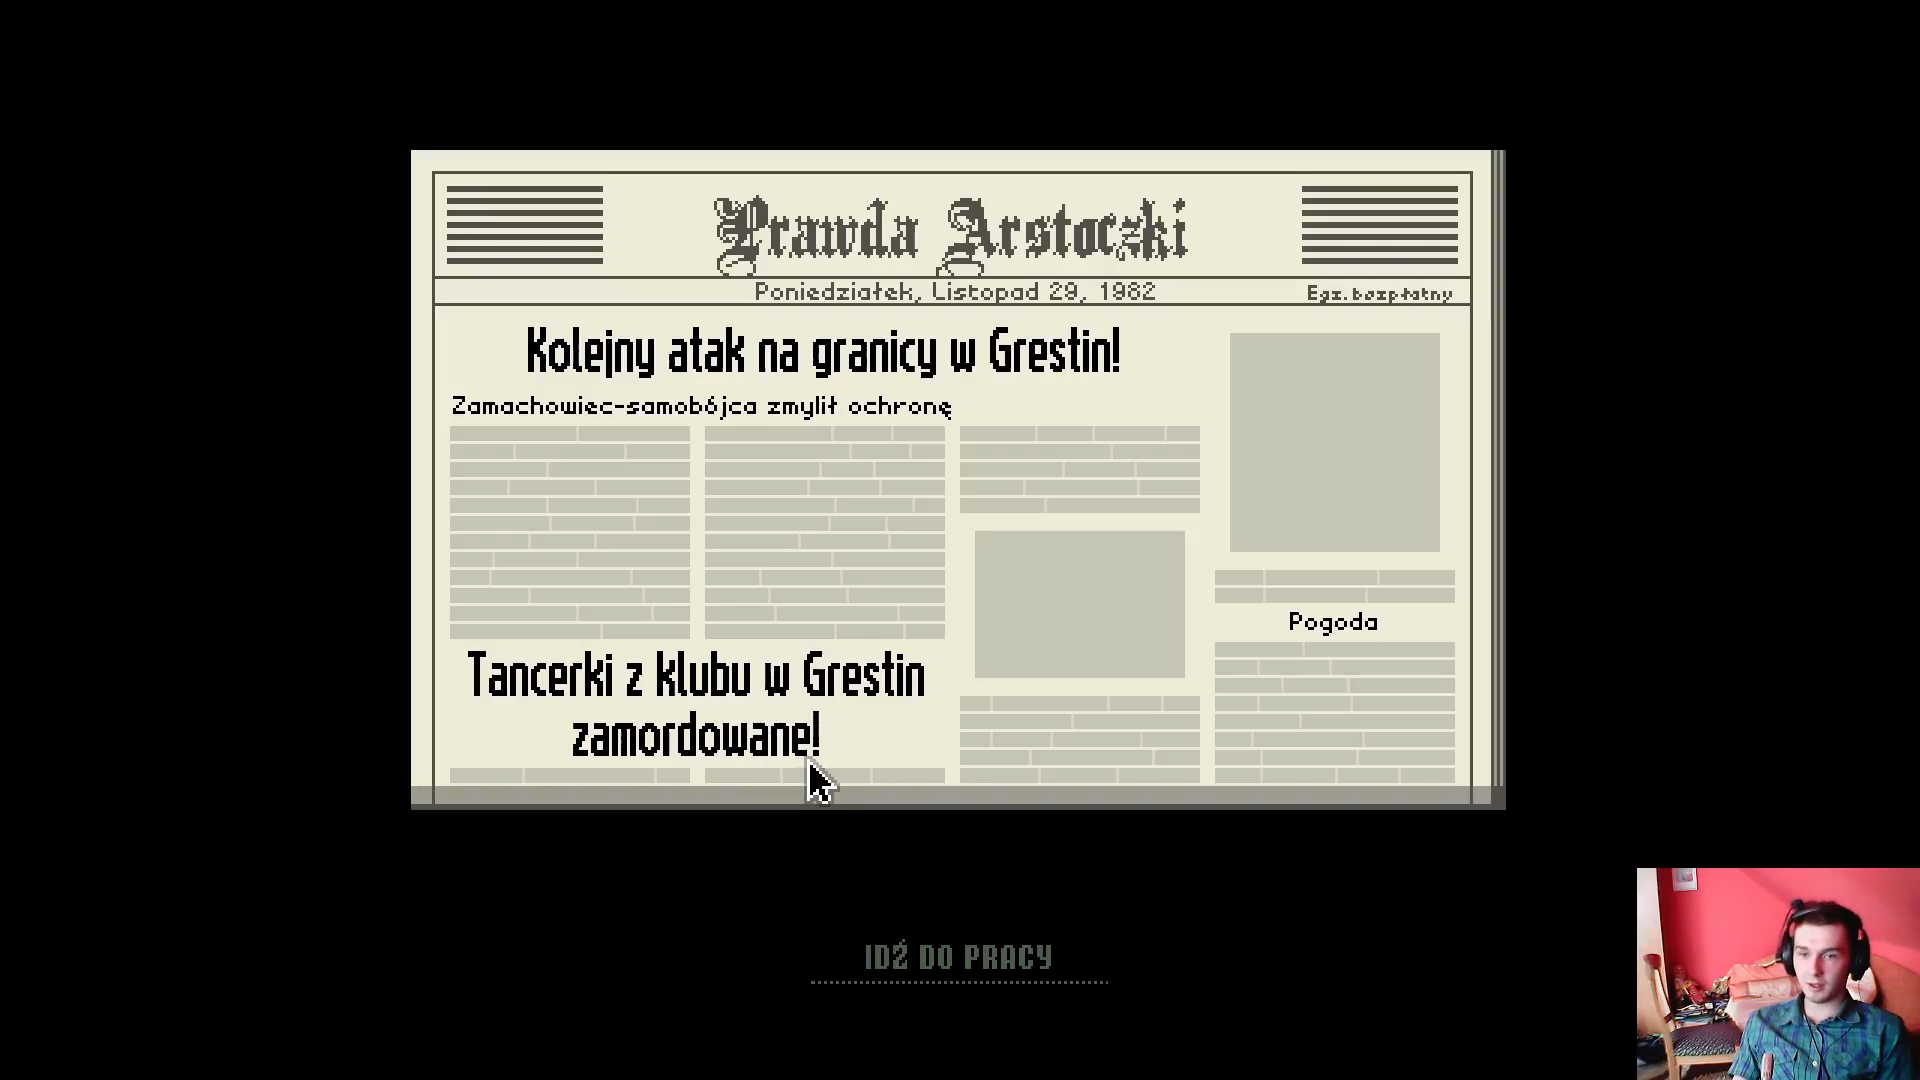 Prawda Arstoczki
Poniedziałek, Listopad 29, 1982
Egz. bezpłatny
Kolejny atak na granicy w Grestin!
Zamachowiec-samobójca zmylił ochronę
Pogoda
Tancerki z klubu w Grestin
zamordowane!
IDŹ DO PRACY